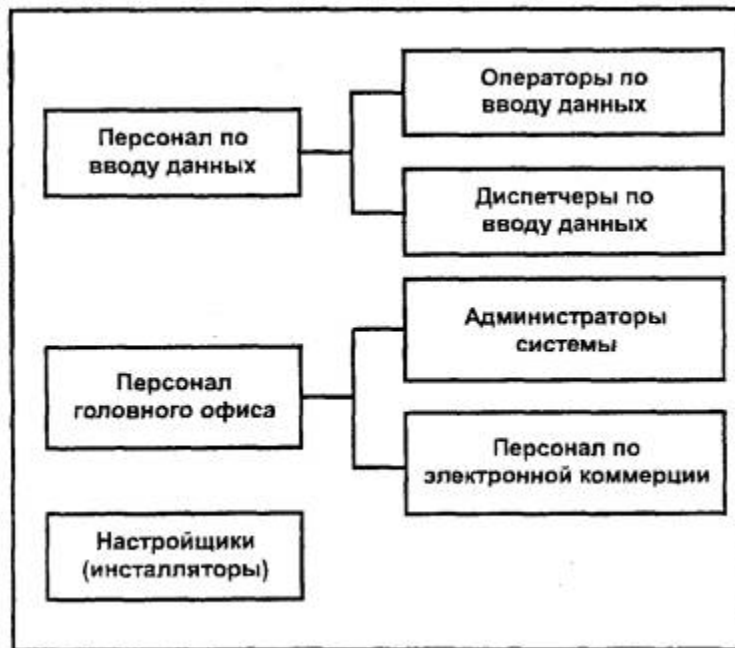 Персонал по
вводу данных
Операторы по
вводу данных
Диспетчеры по
вводу данных
Персонал
головного офиса
Администраторы
системы
Персонал по
электронной коммерции
Настройщики
(инсталляторы)